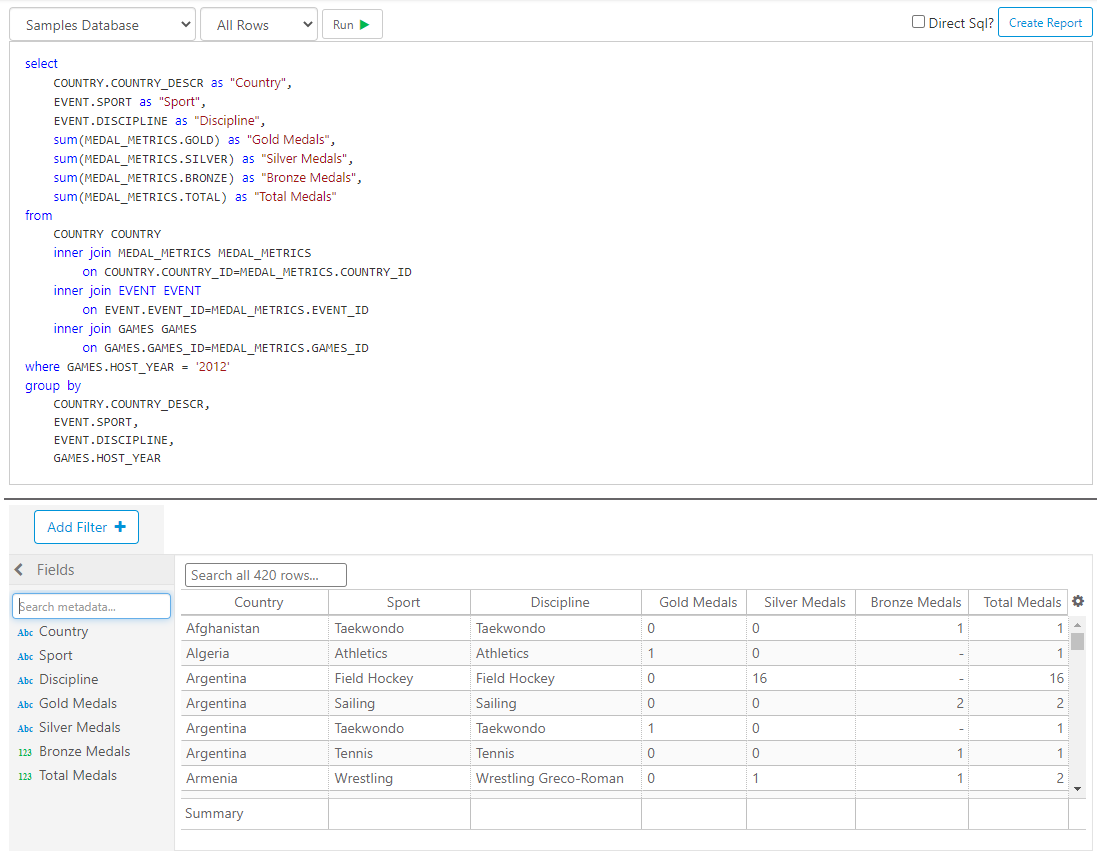 Samples Database All Rows Run Direct Sql? Create Report
select
COUNTRY.COUNTRY_DESCR as "Country",
EVENT.SPORT as "Sport",
EVENT.DISCIPLINE as "Discipline",
sum(MEDAL_METRICS.GOLD) as "Gold Medals",
sum(MEDAL_METRICS.SILVER) as "Silver Medals",
sum(MEDAL_METRICS.BRONZE) as "Bronze Medals",
sum(MEDAL_METRICS.TOTAL) as "Total Medals"
from
COUNTRY COUNTRY
inner join MEDAL_METRICS MEDAL_METRICS
on COUNTRY.COUNTRY_ID=MEDAL_METRICS.COUNTRY_ID
inner join EVENT EVENT
on EVENT.EVENT_ID=MEDAL_METRICS.EVENT_ID
inner join GAMES GAMES
on GAMES.GAMES_ID=MEDAL_METRICS.GAMES_ID
where GAMES.HOST_YEAR = '2012'
group by
COUNTRY.COUNTRY_DESCR,
EVENT.SPORT,
EVENT.DISCIPLINE,
GAMES.HOST_YEAR
Add Filter
Fields
Search metadata...
Abc Country
Abc Sport
Abc Discipline
Abc Gold Medals
Abc Silver Medals
123 Bronze Medals
123 Total Medals
Search all 420 rows...
Country Sport Discipline Gold Medals Silver Medals Bronze Medals Total Medals
Afghanistan Taekwondo Taekwondo 0 0 1 1
Algeria Athletics Athletics 1 0 - 1
Argentina Field Hockey Field Hockey 0 16 - 16
Argentina Sailing Sailing 0 0 2 2
Argentina Taekwondo Taekwondo 1 0 - 1
Argentina Tennis Tennis 0 0 1 1
Armenia Wrestling Wrestling Greco-Roman 0 1 1 2
Summary